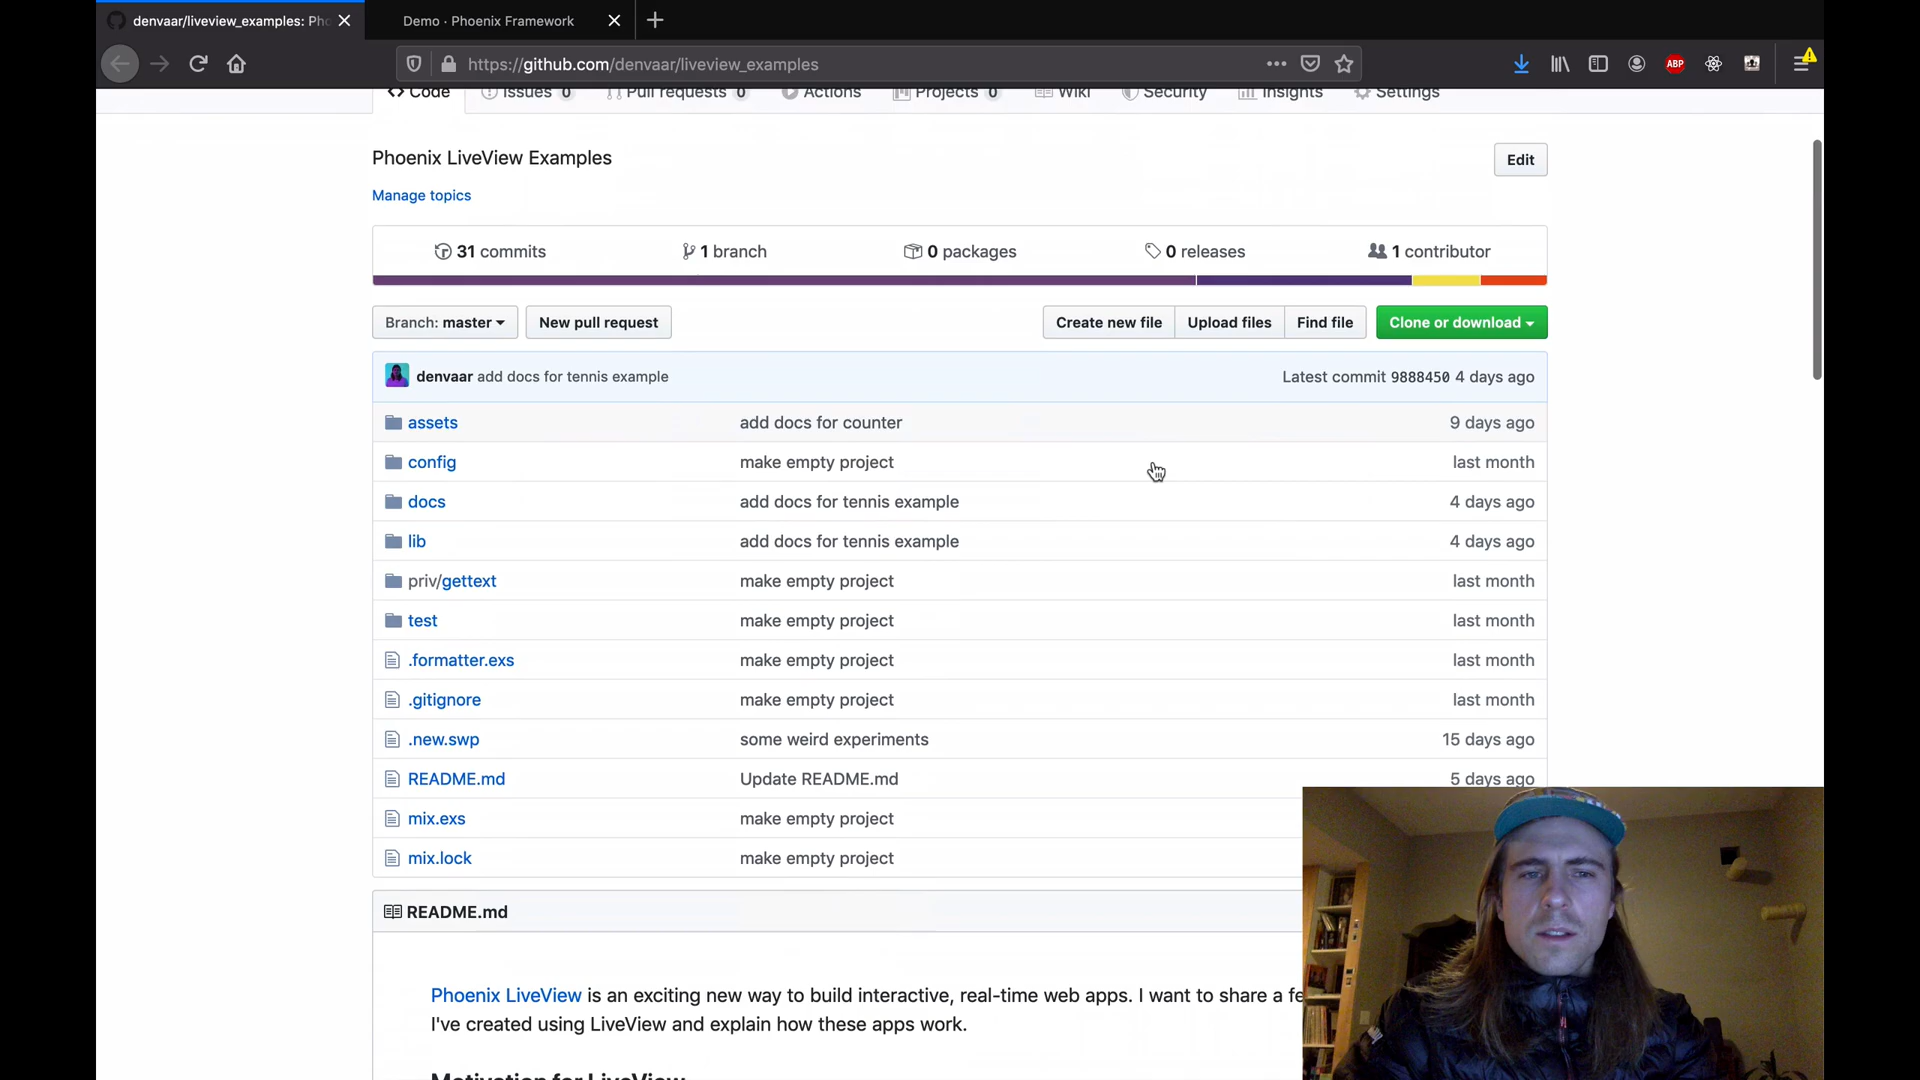 denvaar/liveview_examples: Pho
Demo · Phoenix Framework
https://github.com/denvaar/liveview_examples
ABP
Code
Issues 0
Pull requests 0
Actions
Projects 0
Wiki
Security
Insights
Settings
Phoenix LiveView Examples
Edit
Manage topics
31 commits
1 branch
0 packages
0 releases
1 contributor
Branch: master
New pull request
Create new file
Upload files
Find file
Clone or download
denvaar add docs for tennis example
Latest commit 9888450 4 days ago
assets add docs for counter 9 days ago
config make empty project last month
docs add docs for tennis example 4 days ago
lib add docs for tennis example 4 days ago
priv/gettext make empty project last month
test make empty project last month
.formatter.exs make empty project last month
.gitignore make empty project last month
.new.swp some weird experiments 15 days ago
README.md Update README.md 5 days ago
mix.exs make empty project
mix.lock make empty project
README.md
Phoenix LiveView is an exciting new way to build interactive, real-time web apps. I want to share a fe
I've created using LiveView and explain how these apps work.
Motivation for LiveView